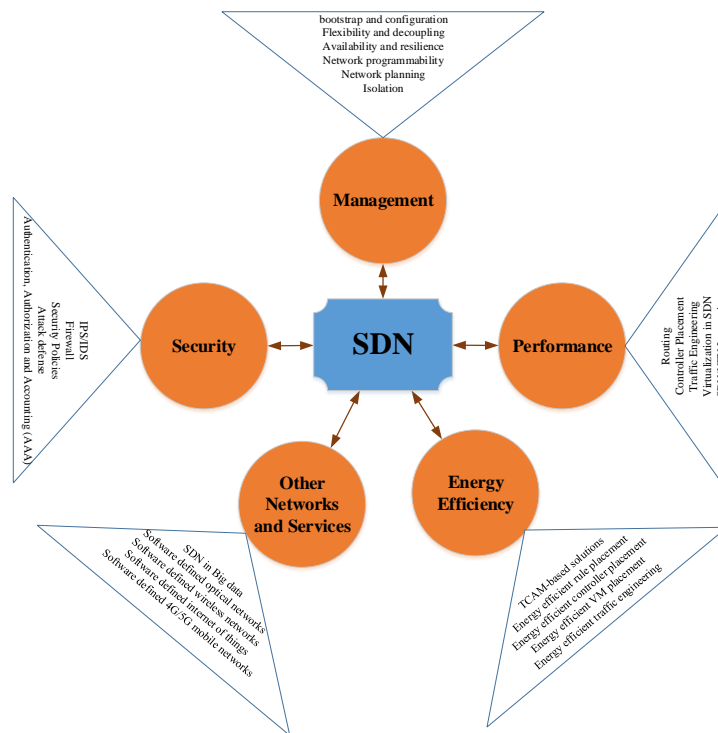 bootstrap and configuration
Flexibility and decoupling
Availability and resilience
Network programmability
Network planning
Isolation
Management
IPS/IDS
Firewall
Security Policies
Attack defense
Authentication, Authorization and Accounting (AAA)
Security
SDN
Performance
Routing
Controller Placement
Traffic Engineering
Virtualization in SDN
Other
Networks
and Services
Energy
Efficiency
SDN in Big data
Software defined optical networks
Software defined wireless networks
Software defined internet of things
Software defined 4G/5G mobile networks
TCAM-based solutions
Energy efficient rule placement
Energy efficient controller placement
Energy efficient VM placement
Energy efficient traffic engineering